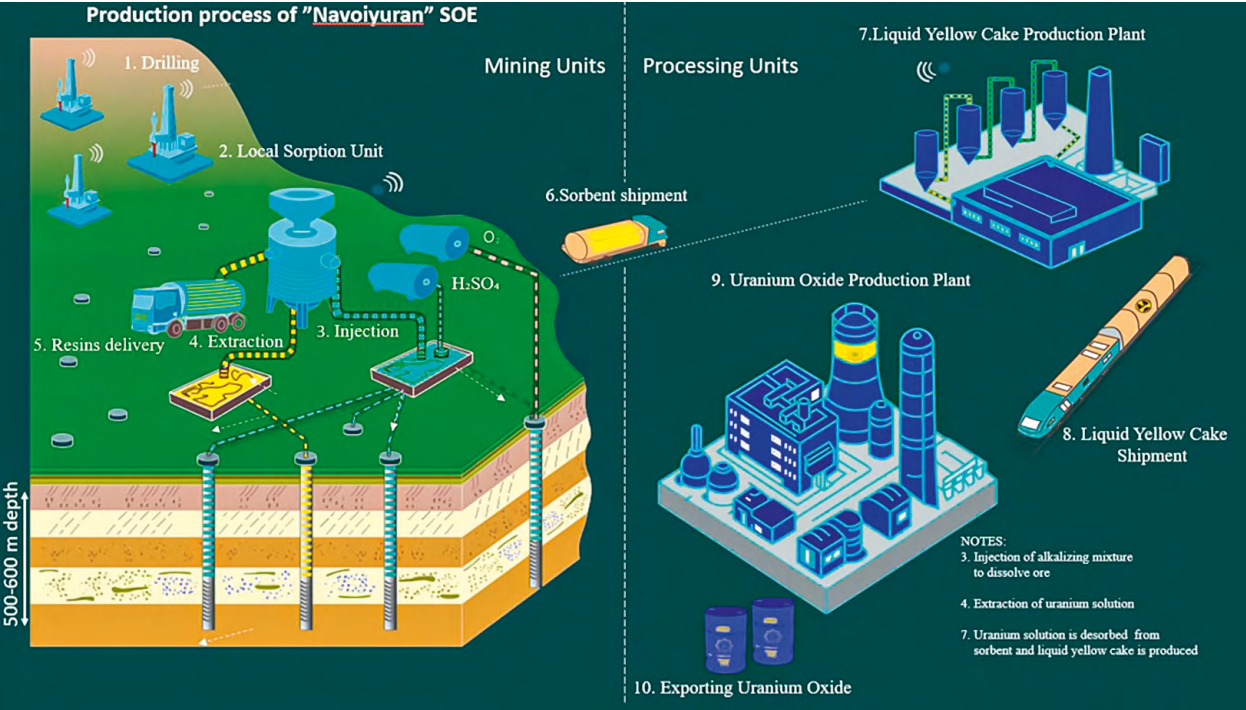 Production process of "Navoiyuran" SOE
Mining Units
Processing Units
1. Drilling
2. Local Sorption Unit
O₂
H₂SO₄
3. Injection
4. Extraction
5. Resins delivery
500-600 m depth
6.Sorbent shipment
7.Liquid Yellow Cake Production Plant
8. Liquid Yellow Cake
Shipment
9. Uranium Oxide Production Plant
10. Exporting Uranium Oxide
NOTES:
3. Injection of alkalizing mixture
to dissolve ore
4. Extraction of uranium solution
7. Uranium solution is desorbed from
sorbent and liquid yellow cake is produced